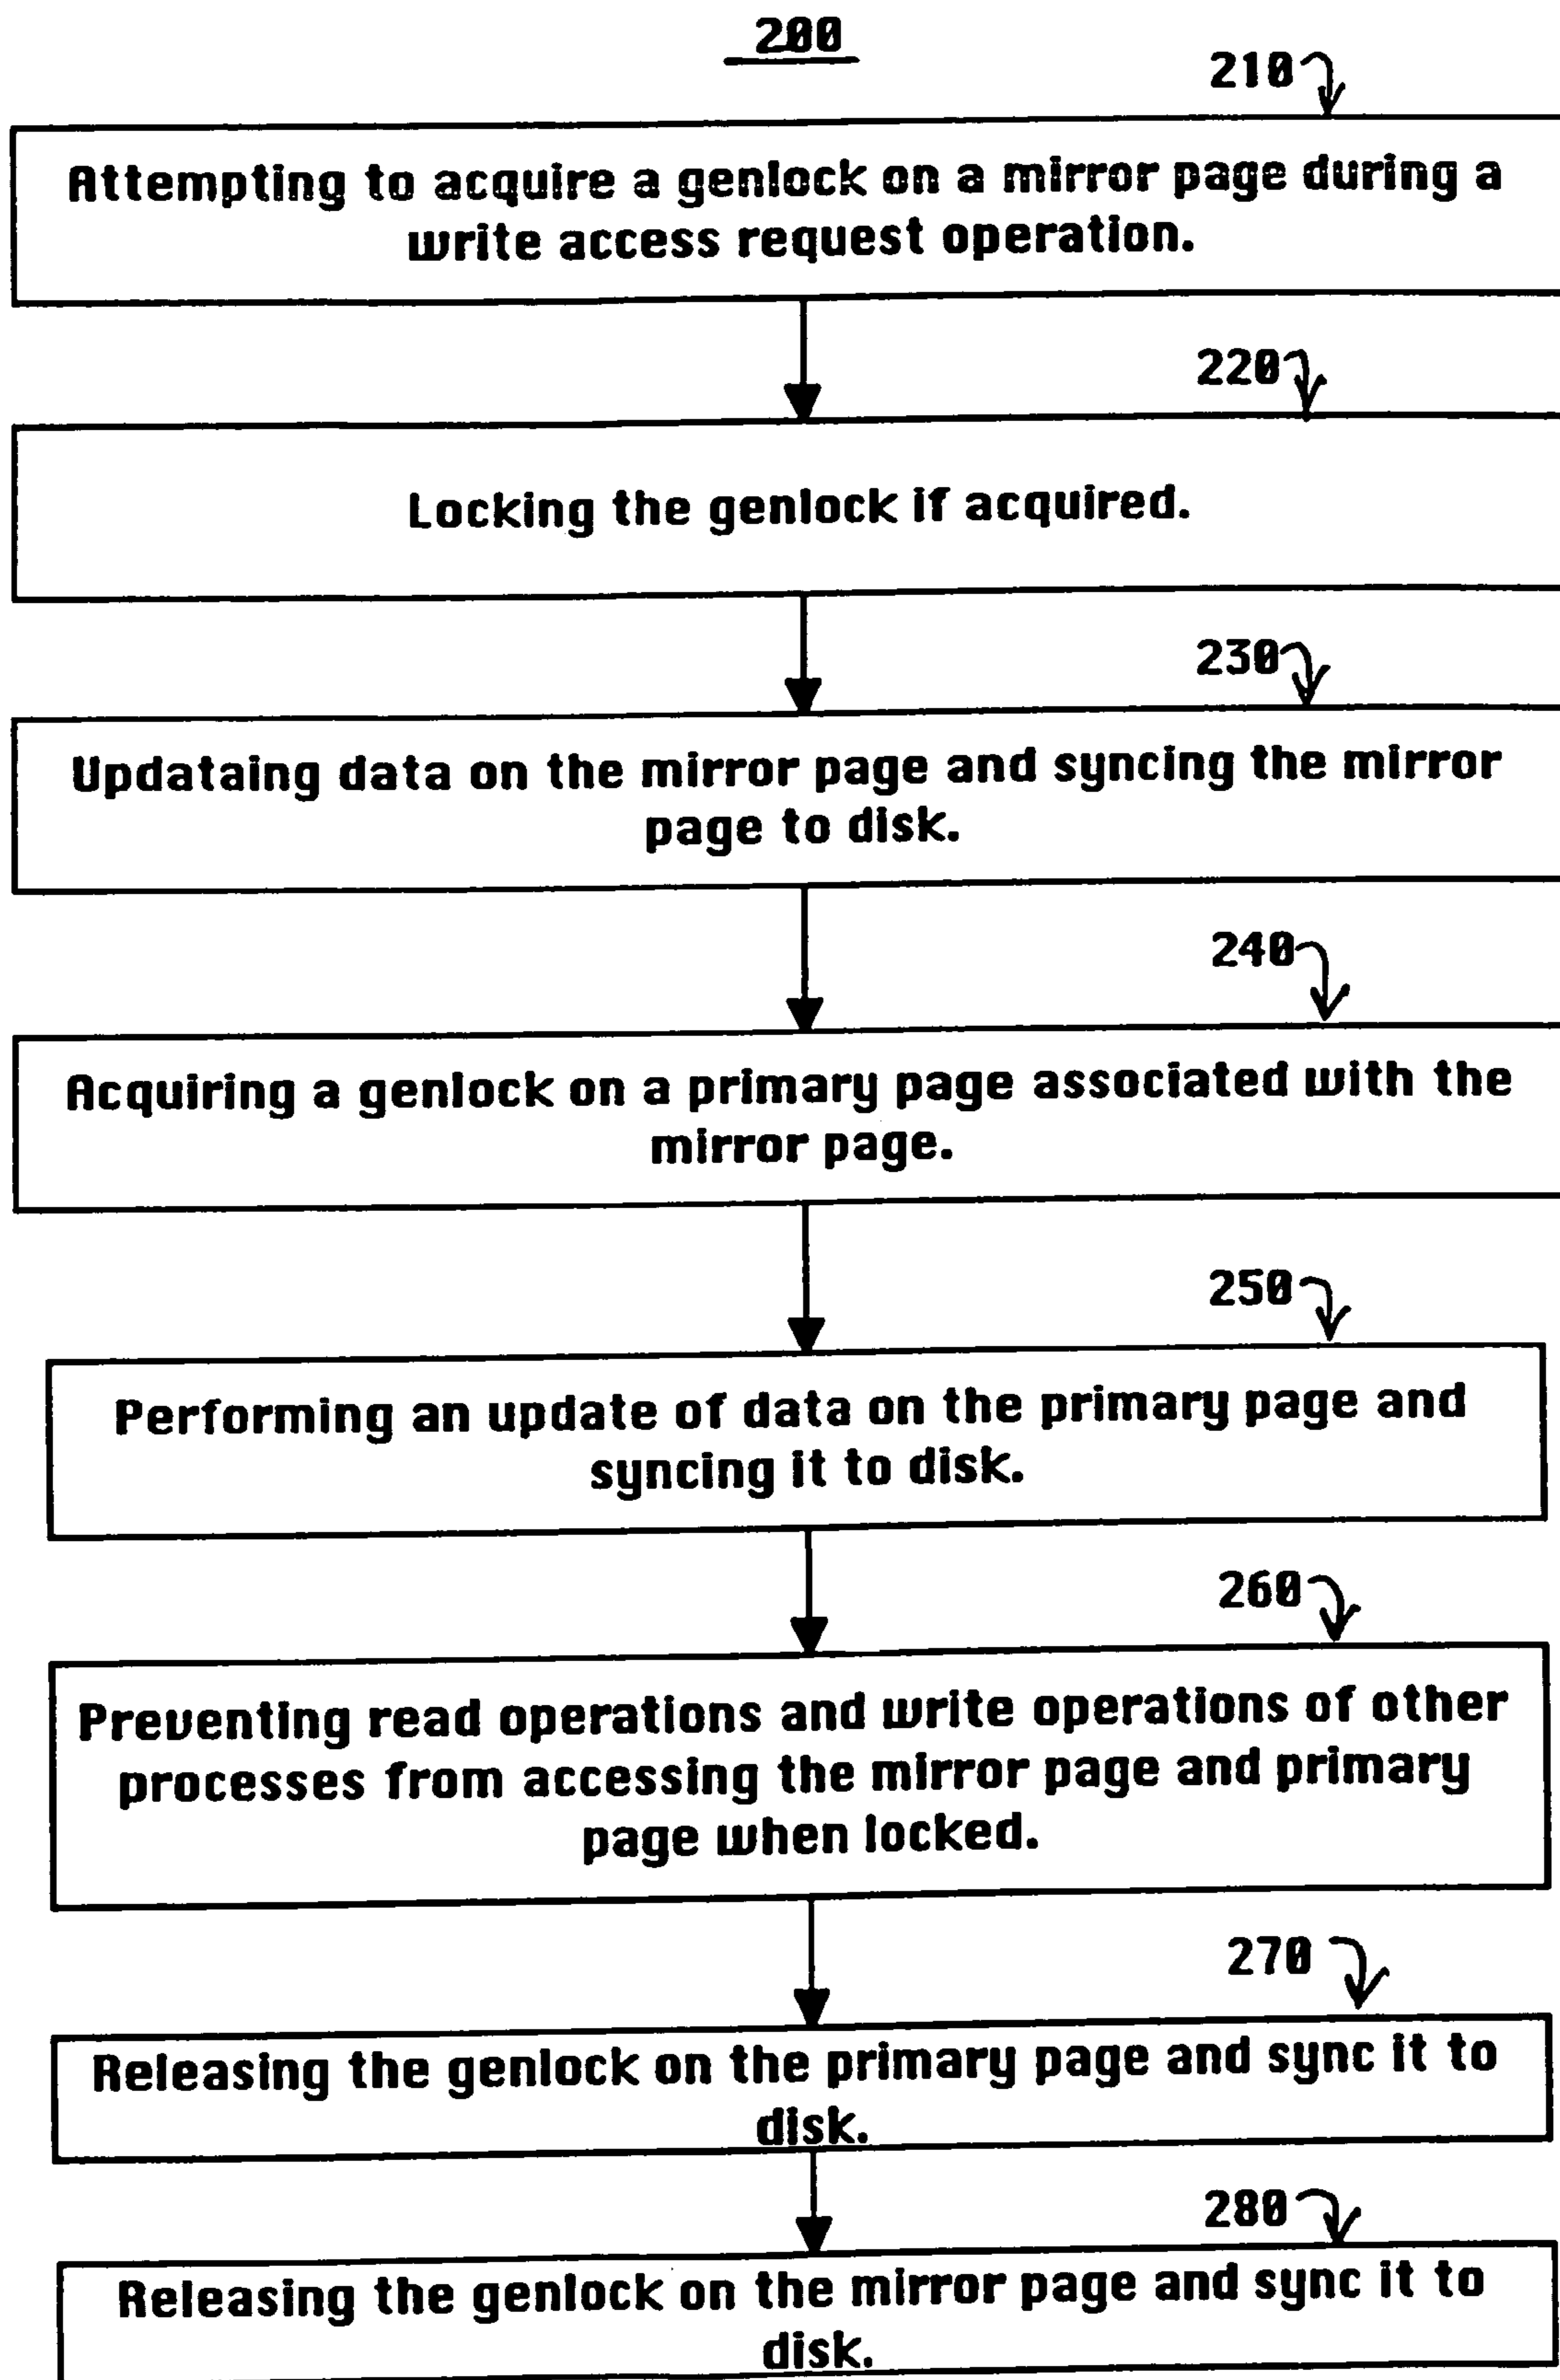 200
210
Attempting to acquire a genlock on a mirror page during a
write access request operation.
220
Locking the genlock if acquired.
230
Updataing data on the mirror page and syncing the mirror
page to disk.
240
Acquiring a genlock on a primary page associated with the
mirror page.
250
Performing an update of data on the primary page and
syncing it to disk.
260
Preventing read operations and write operations of other
processes from accessing the mirror page and primary
page when locked.
270
Releasing the genlock on the primary page and sync it to
disk.
280
Releasing the genlock on the mirror page and sync it to
disk.